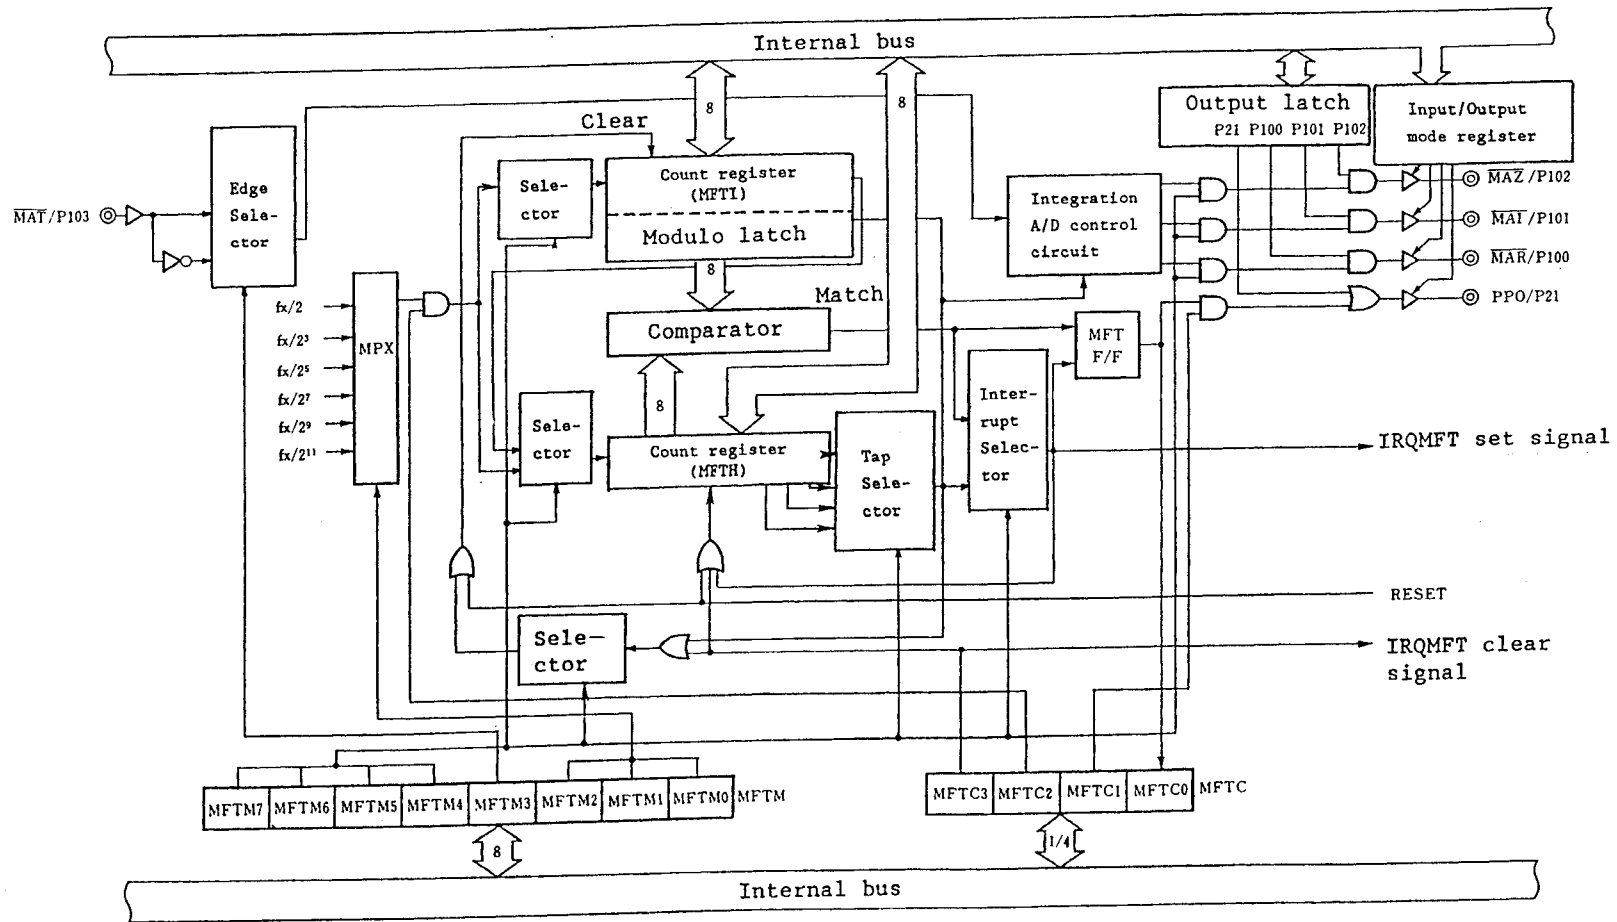 Internal bus
8
8
Clear
Output latch
P21 P100 P101 P102
Input/Output
mode register
Edge
Sele-
ctor
Sele-
ctor
Count register
(MFTI)
Modulo latch
8
Integration
A/D control
circuit
MAT/P103
MAZ/P102
MAI/P101
MAR/P100
PPO/P21
fx/2
fx/2³
fx/2⁵
fx/2⁷
fx/2⁹
fx/2¹¹
MPX
Match
Comparator
MFT
F/F
8
Sele-
ctor
Count register
(MFTH)
Tap
Sele-
ctor
Inter-
rupt
Selec-
tor
IRQMFT set signal
RESET
Sele-
ctor
IRQMFT clear
signal
MFTM7 MFTM6 MFTM5 MFTM4 MFTM3 MFTM2 MFTM1 MFTM0 MFTM
MFTC3 MFTC2 MFTC1 MFTC0 MFTC
8
1/4
Internal bus